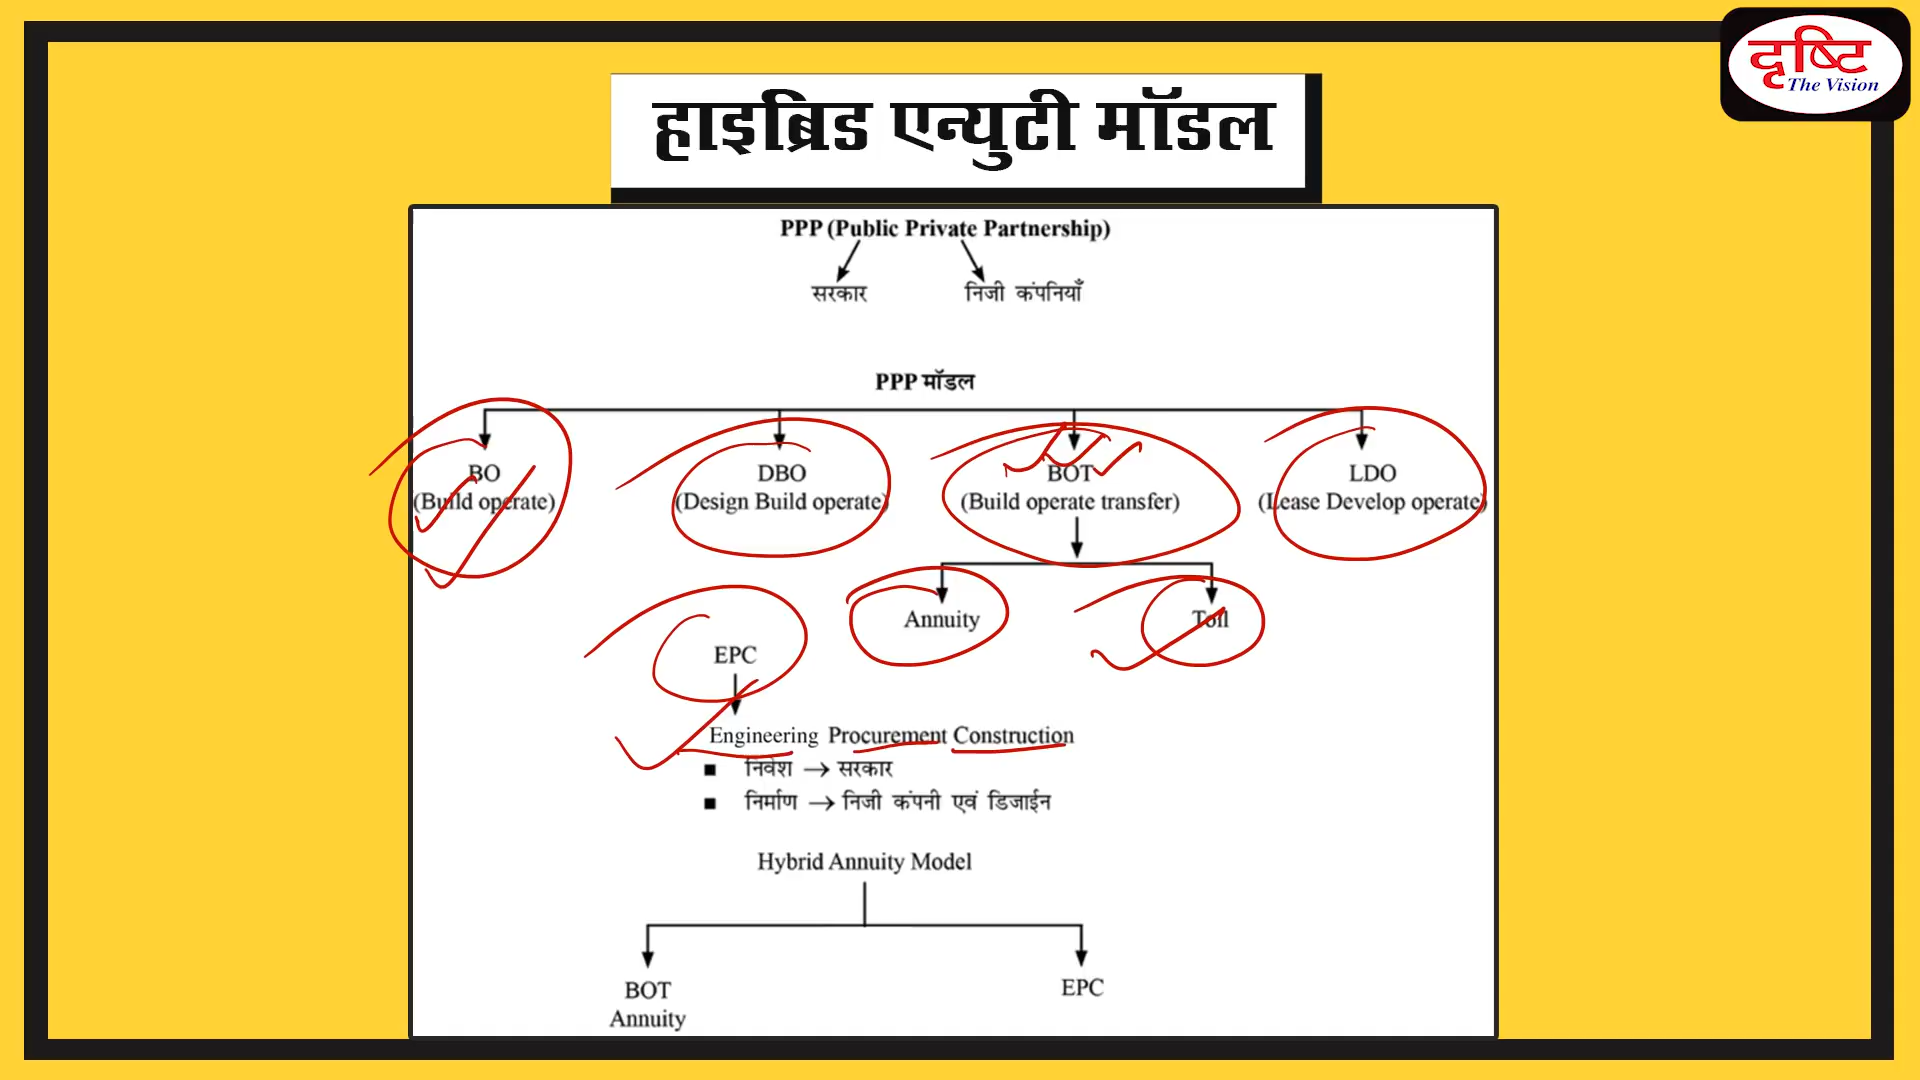 दृष्टि
The Vision
हाइब्रिड एन्युटी मॉडल
PPP (Public Private Partnership)
सरकार निजी कंपनियाँ
PPP मॉडल
BO DBO BOT LDO
(Build operate) (Design Build operate) (Build operate transfer) (Lease Develop operate)
Annuity Toll
EPC
Engineering Procurement Construction
■ निवेश → सरकार
■ निर्माण → निजी कंपनी एवं डिजाईन
Hybrid Annuity Model
BOT EPC
Annuity